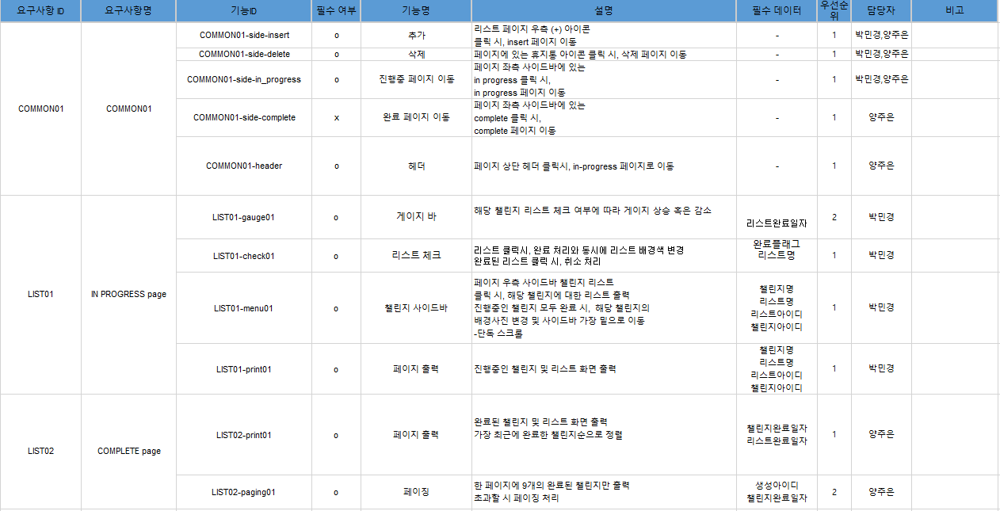 요구사항 ID 요구사항명 기능ID 필수 여부 기능명 설명 필수 데이터 우선순위 담당자 비고
COMMON01 COMMON01
COMMON01-side-insert o 추가
리스트 페이지 우측 (+) 아이콘
클릭 시, insert 페이지 이동
- 1 박민경,양주은
COMMON01-side-delete o 삭제 페이지에 있는 휴지통 아이콘 클릭 시, 삭제 페이지 이동 - 1 박민경,양주은
COMMON01-side-in_progress o 진행중 페이지 이동
페이지 좌측 사이드바에 있는
in progress 클릭 시,
in progress 페이지 이동
- 1 박민경,양주은
COMMON01-side-complete x 완료 페이지 이동
페이지 좌측 사이드바에 있는
complete 클릭 시,
complete 페이지 이동
- 1 양주은
COMMON01-header o 헤더 페이지 상단 헤더 클릭시, in-progress 페이지로 이동 - 1 양주은
LIST01 IN PROGRESS page
LIST01-gauge01 o 게이지 바 해당 챌린지 리스트 체크 여부에 따라 게이지 상승 혹은 감소 리스트완료일자 2 박민경
LIST01-check01 o 리스트 체크
리스트 클릭시, 완료 처리와 동시에 리스트 배경색 변경
완료된 리스트 클릭 시, 취소 처리
완료플래그
리스트명
1 박민경
LIST01-menu01 o 챌린지 사이드바
페이지 우측 사이드바 챌린지 리스트
클릭 시, 해당 챌린지에 대한 리스트 출력
진행중인 챌린지 모두 완료 시, 해당 챌린지의
배경사진 변경 및 사이드바 가장 밑으로 이동
-단독 스크롤
챌린지명
리스트명
리스트아이디
챌린지아이디
1 박민경
LIST01-print01 o 페이지 출력 진행중인 챌린지 및 리스트 화면 출력
챌린지명
리스트명
리스트아이디
챌린지아이디
1 박민경
LIST02 COMPLETE page
LIST02-print01 o 페이지 출력
완료된 챌린지 및 리스트 화면 출력
가장 최근에 완료한 챌린지순으로 정렬
챌린지완료일자
리스트완료일자
1 양주은
LIST02-paging01 o 페이징
한 페이지에 9개의 완료된 챌린지만 출력
초과할 시 페이징 처리
생성아이디
챌린지완료일자
2 양주은